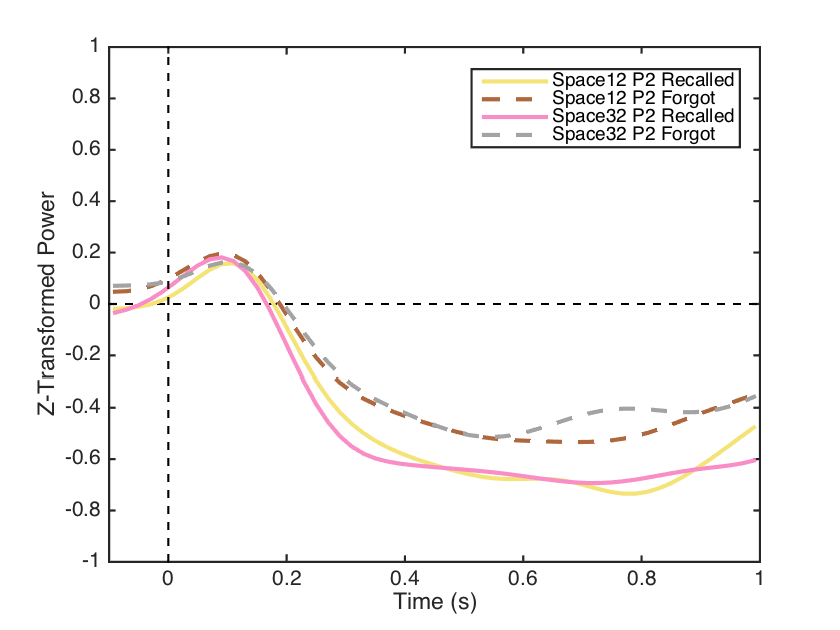 1
0.8
0.6
0.4
0.2
0
-0.2
-0.4
-0.6
-0.8
-1
Z-Transformed Power
Space12 P2 Recalled
Space12 P2 Forgot
Space32 P2 Recalled
Space32 P2 Forgot
0 0.2 0.4 0.6 0.8 1
Time (s)